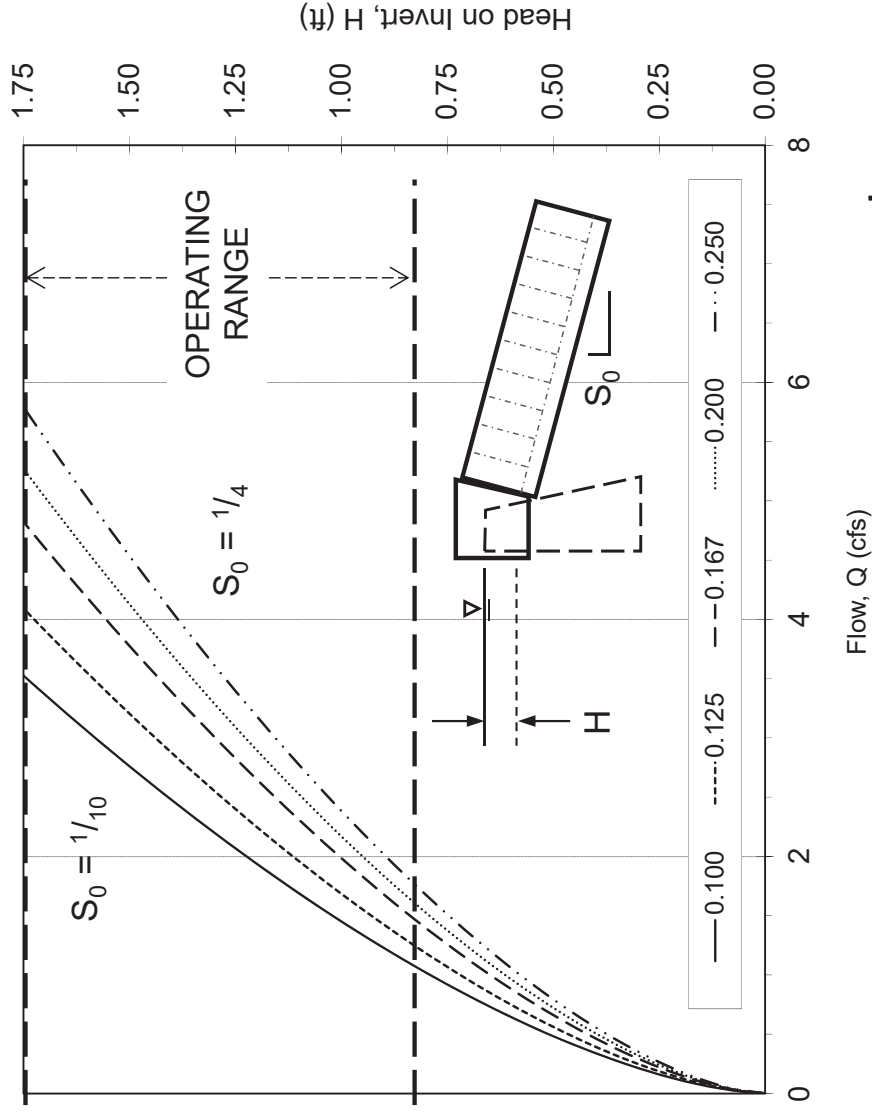 Head on Invert, H (ft)
1.75
1.50
1.25
1.00
0.75
0.50
0.25
0.00
OPERATING
RANGE
S₀ = ¹/₁₀
S₀ = ¹/₄
H
S₀
0.100 0.125 0.167 0.200 0.250
0 2 4 6 8
Flow, Q (cfs)